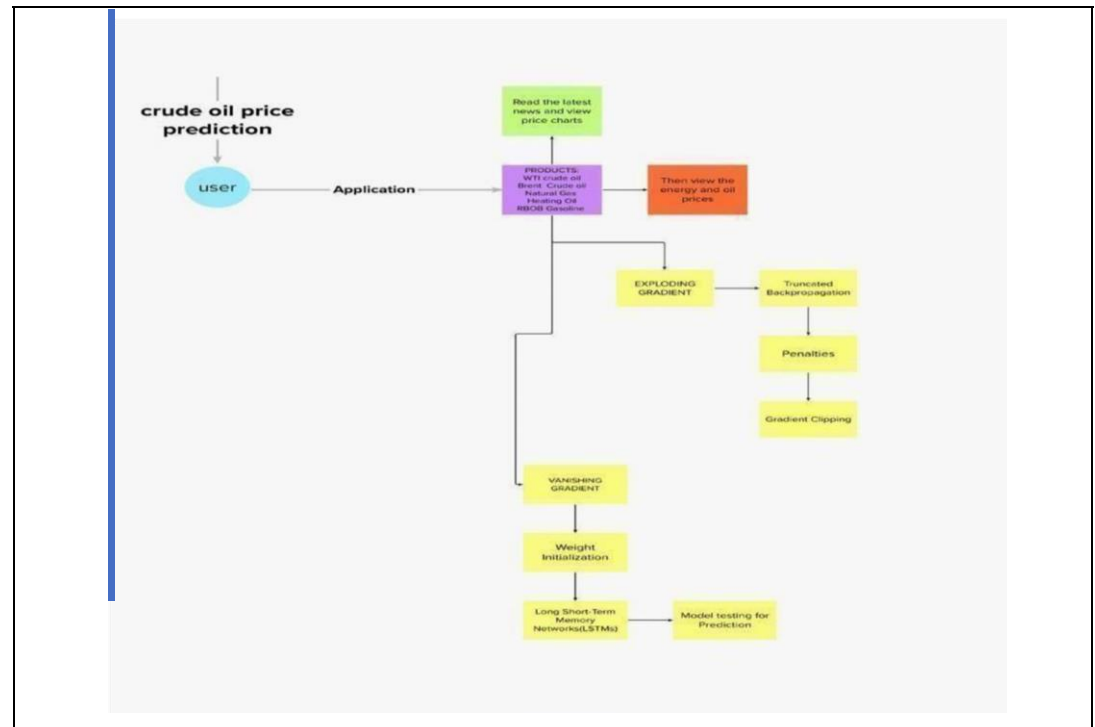 crude oil price
prediction
user
Application
Read the latest
news and view
price charts
PRODUCTS:
WTI crude oil
Brent Crude oil
Natural Gas
Heating Oil
RBOB Gasoline
Then view the
energy and oil
prices
EXPLODING
GRADIENT
Truncated
Backpropagation
Penalties
Gradient Clipping
VANISHING
GRADIENT
Weight
Initialization
Long Short-Term
Memory
Networks(LSTMs)
Model testing for
Prediction